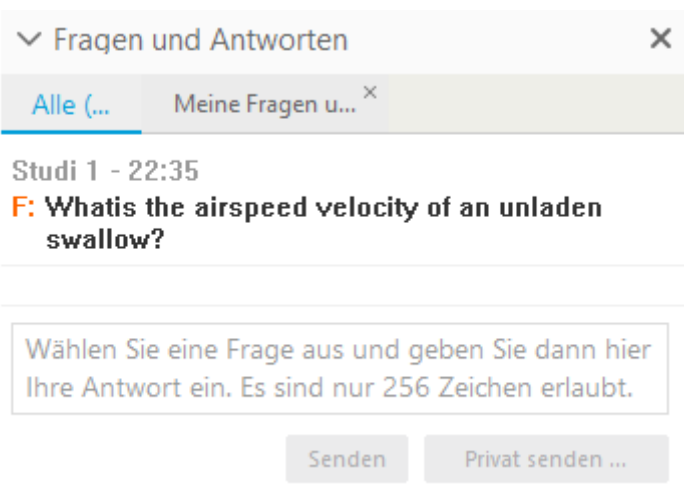 Fragen und Antworten
Alle (...
Meine Fragen u...
Studi 1 - 22:35
F: Whatis the airspeed velocity of an unladen
swallow?
Wählen Sie eine Frage aus und geben Sie dann hier
Ihre Antwort ein. Es sind nur 256 Zeichen erlaubt.
Senden
Privat senden ...